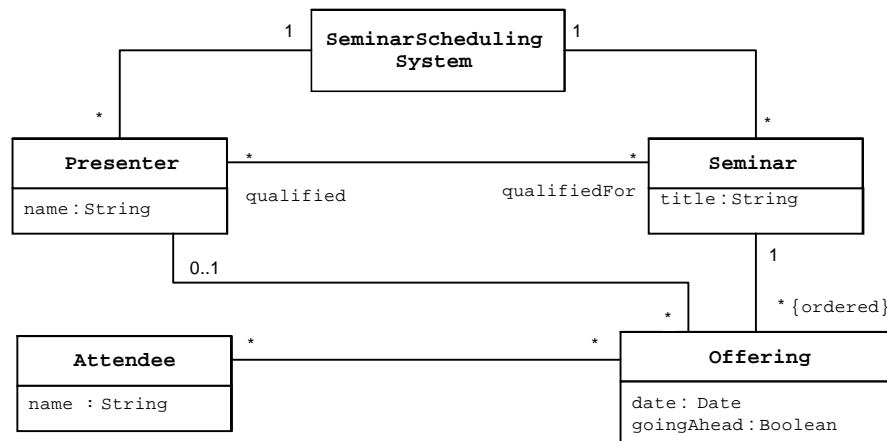 1
SeminarScheduling
System
1
*
*
Presenter
name: String
*
qualified
*
qualifiedFor
Seminar
title: String
0..1
1
*
* {ordered}
Attendee
name : String
*
*
Offering
date: Date
goingAhead: Boolean